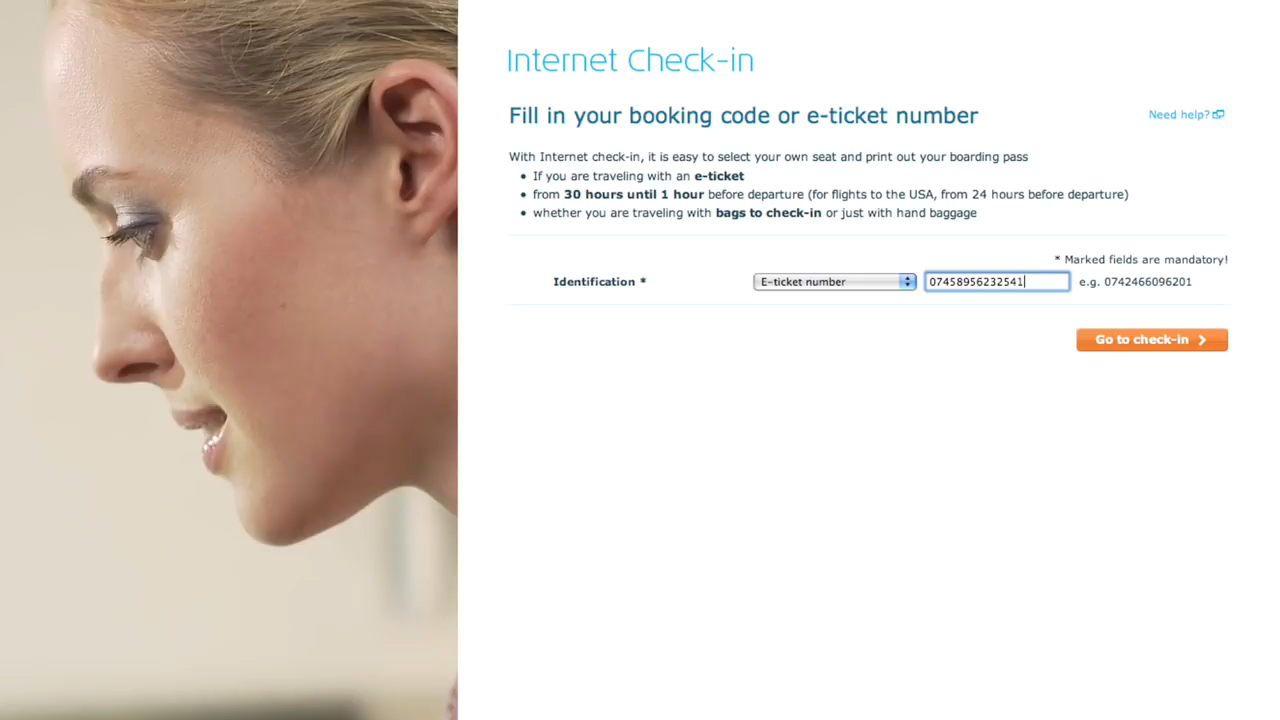 Internet Check-in
Fill in your booking code or e-ticket number
Need help?
With Internet check-in, it is easy to select your own seat and print out your boarding pass
• If you are traveling with an e-ticket
• from 30 hours until 1 hour before departure (for flights to the USA, from 24 hours before departure)
• whether you are traveling with bags to check-in or just with hand baggage
* Marked fields are mandatory!
Identification * E-ticket number 07458956232541 e.g. 0742466096201
Go to check-in